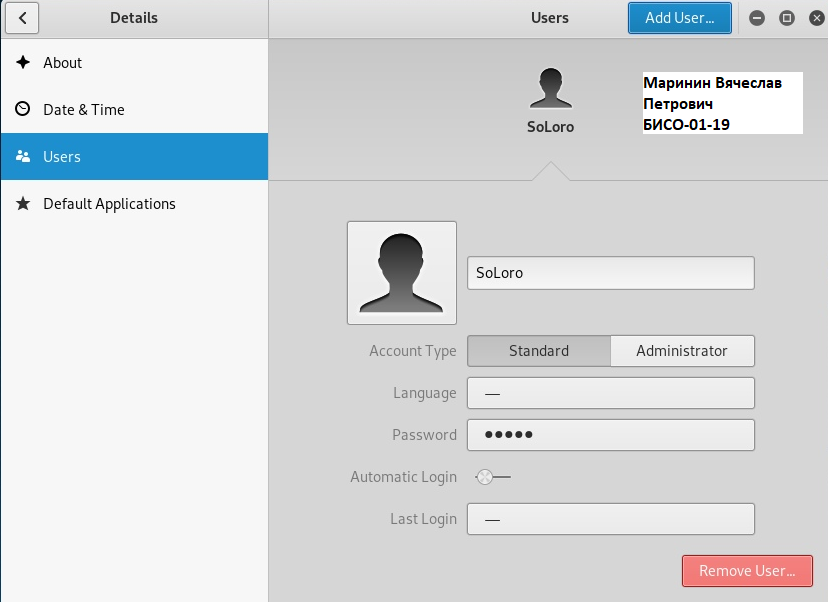 Details
Users
Add User...
About
Date & Time
Users
Default Applications
SoLoro
Маринин Вячеслав
Петрович
БИСО-01-19
SoLoro
Account Type
Standard
Administrator
Language
—
Password
●●●●●
Automatic Login
Last Login
—
Remove User...